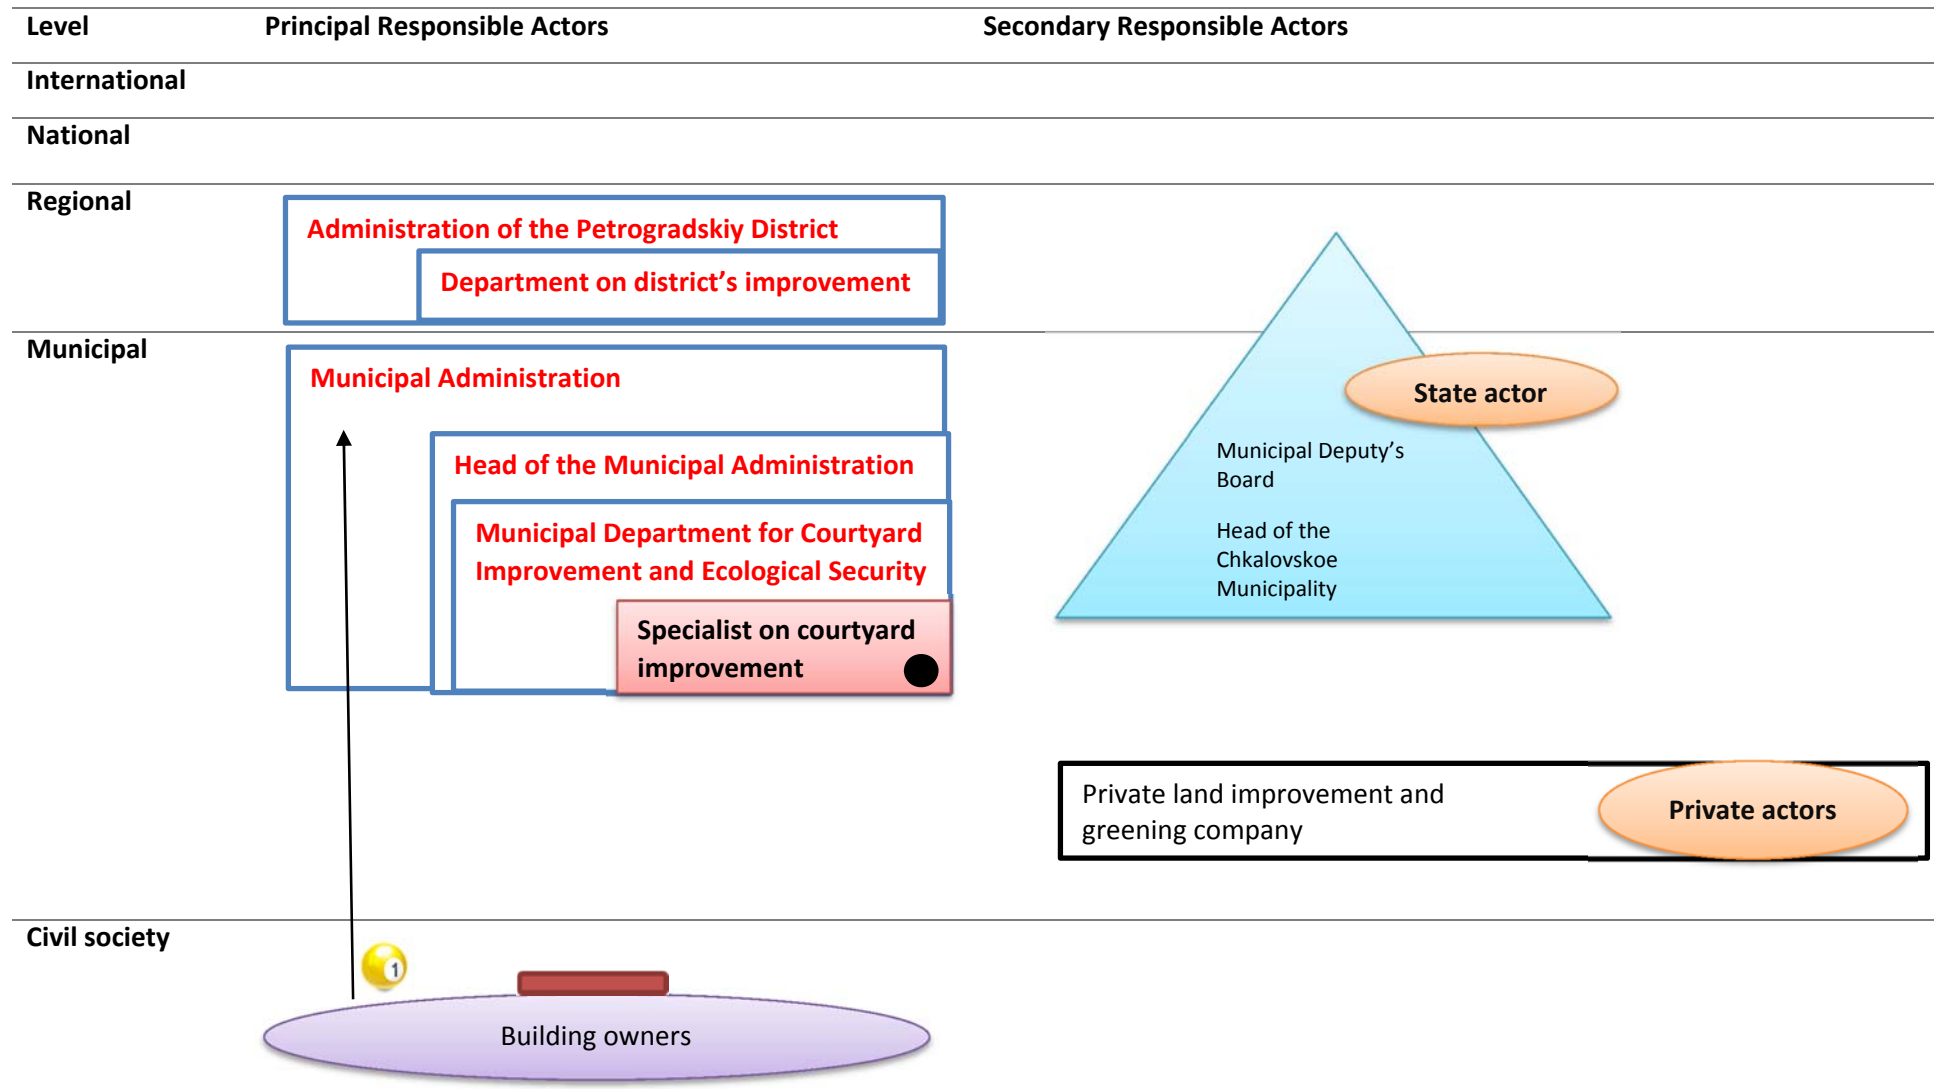 Level Principal Responsible Actors Secondary Responsible Actors
International
National
Regional
Administration of the Petrogradskiy District
Department on district’s improvement
Municipal
Municipal Administration
Head of the Municipal Administration
Municipal Department for Courtyard
Improvement and Ecological Security
Specialist on courtyard
improvement
State actor
Municipal Deputy’s
Board
Head of the
Chkalovskoe
Municipality
Private land improvement and
greening company
Private actors
Civil society
1
Building owners